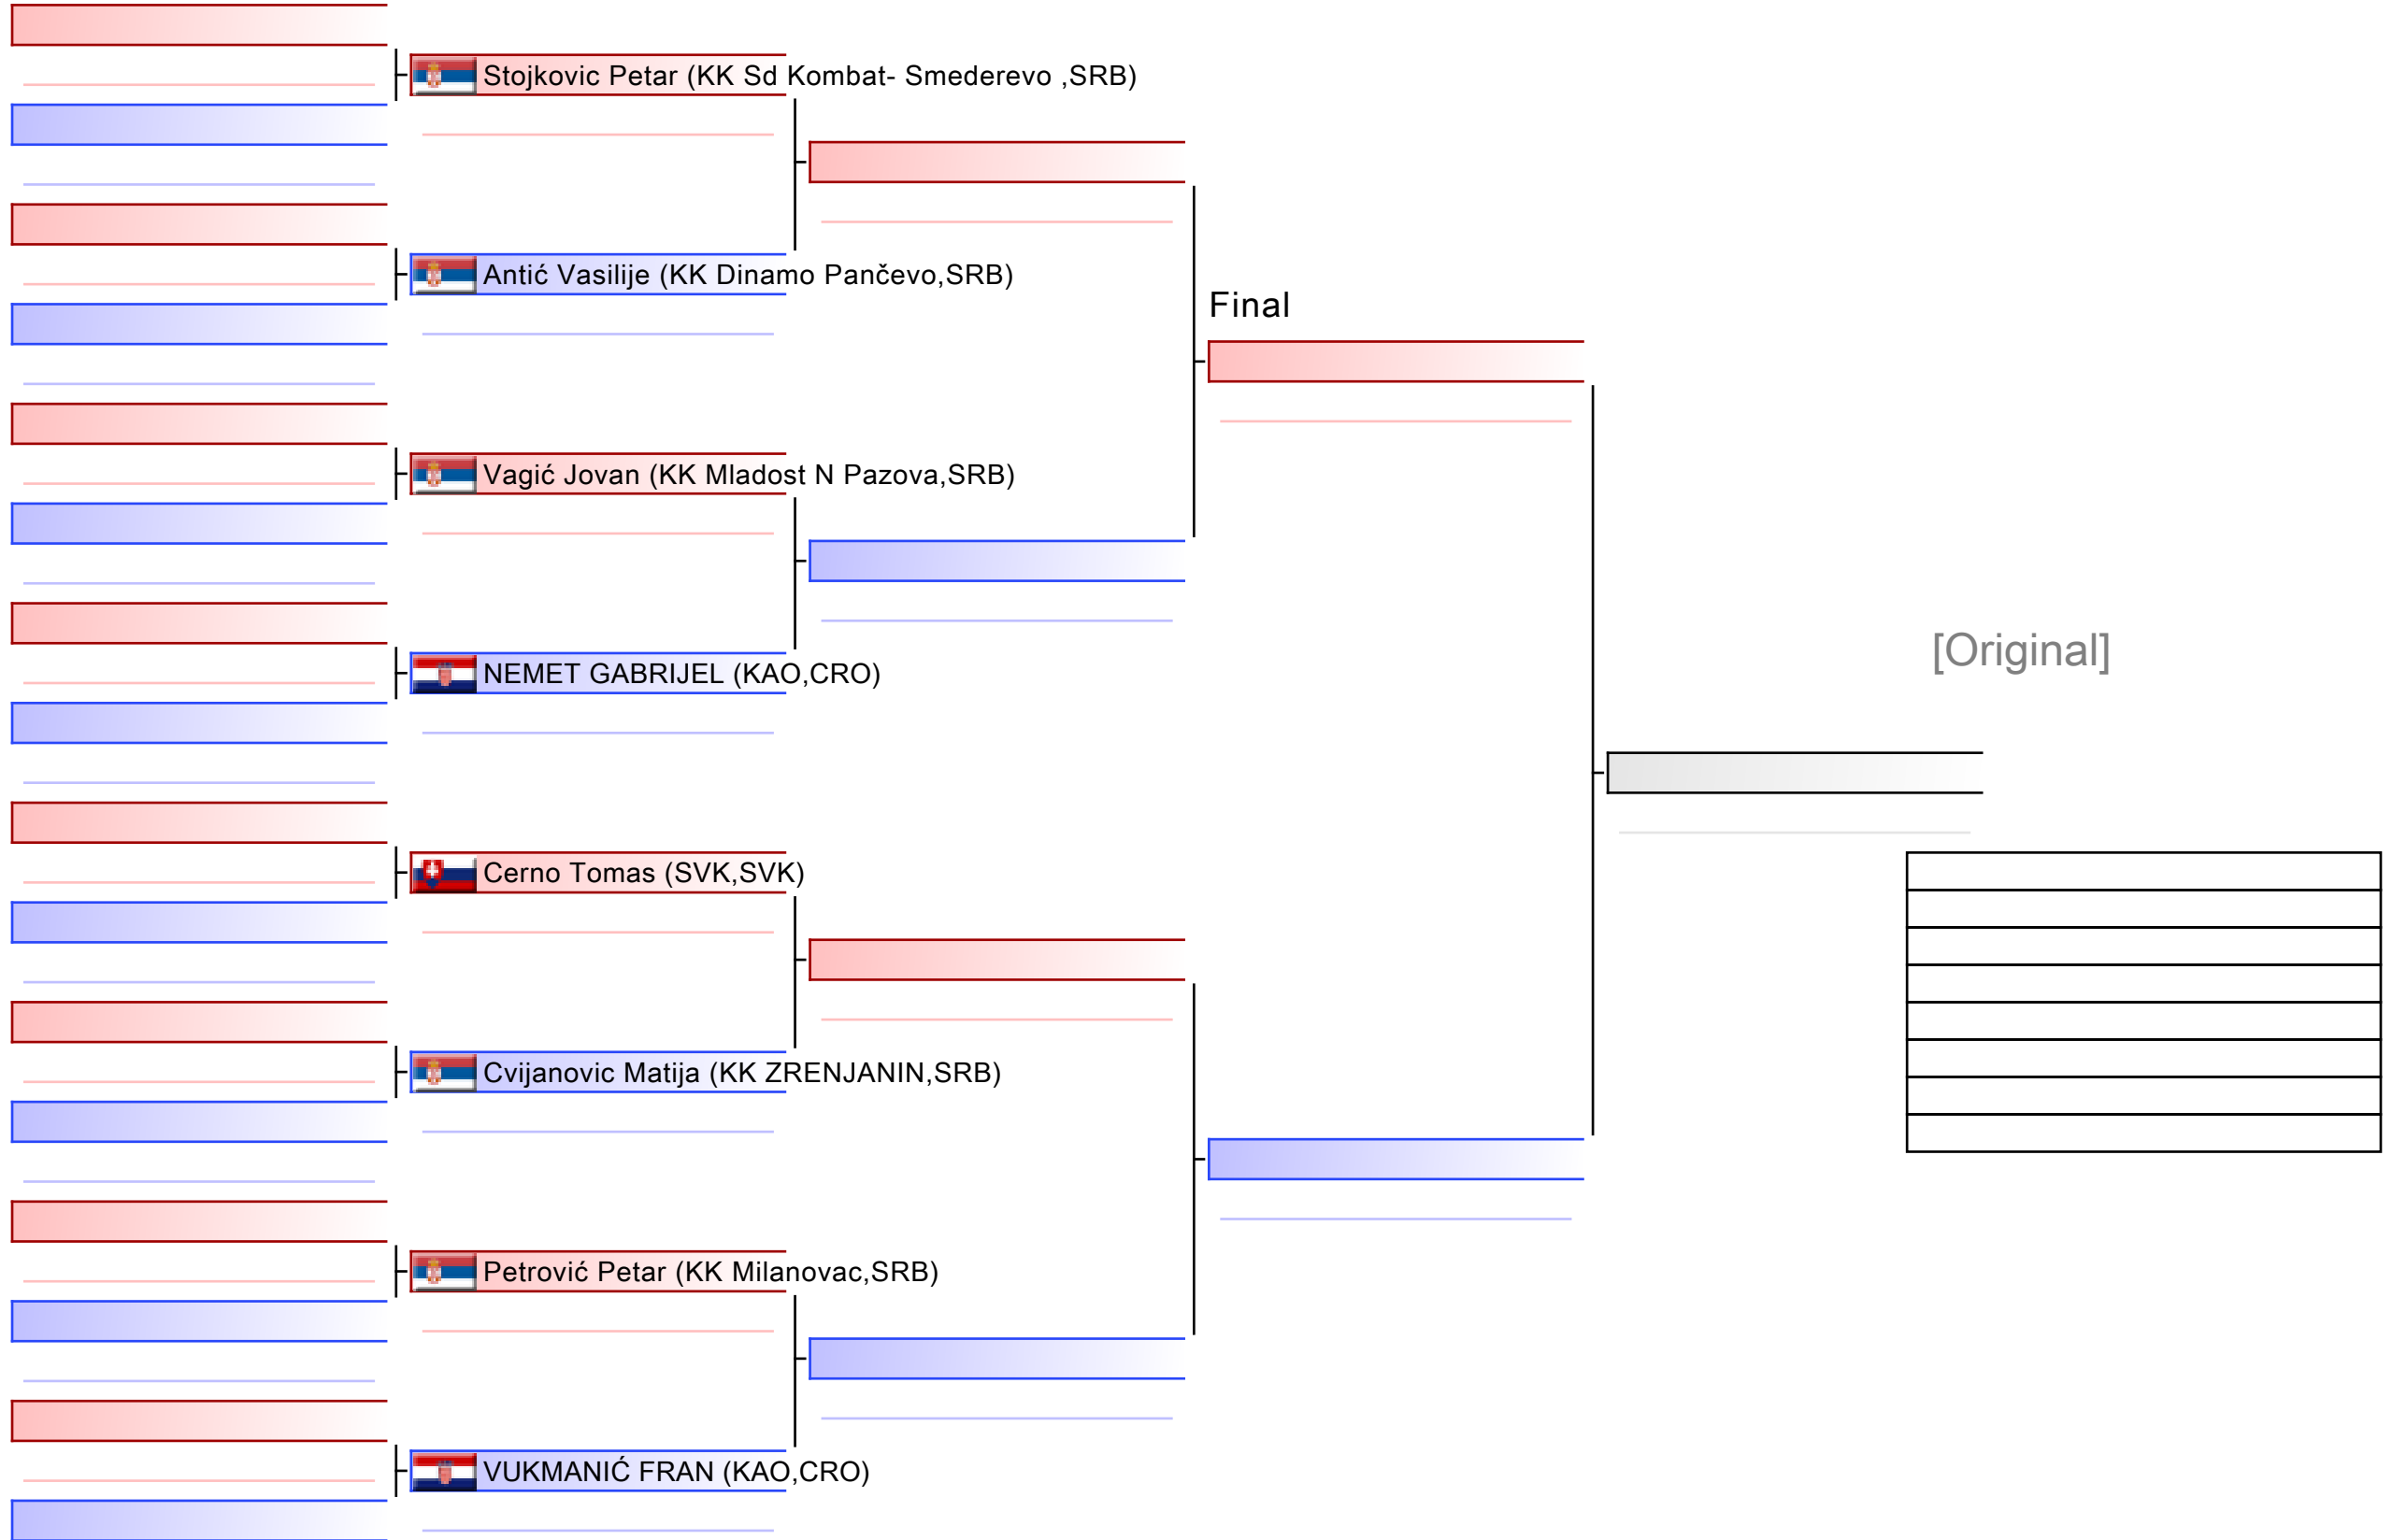 Stojkovic Petar (KK Sd Kombat- Smederevo ,SRB)
Antić Vasilije (KK Dinamo Pančevo,SRB)
Final
Vagić Jovan (KK Mladost N Pazova,SRB)
[Original]
NEMET GABRIJEL (KAO,CRO)
Cerno Tomas (SVK,SVK)
Cvijanovic Matija (KK ZRENJANIN,SRB)
Petrović Petar (KK Milanovac,SRB)
VUKMANIĆ FRAN (KAO,CRO)